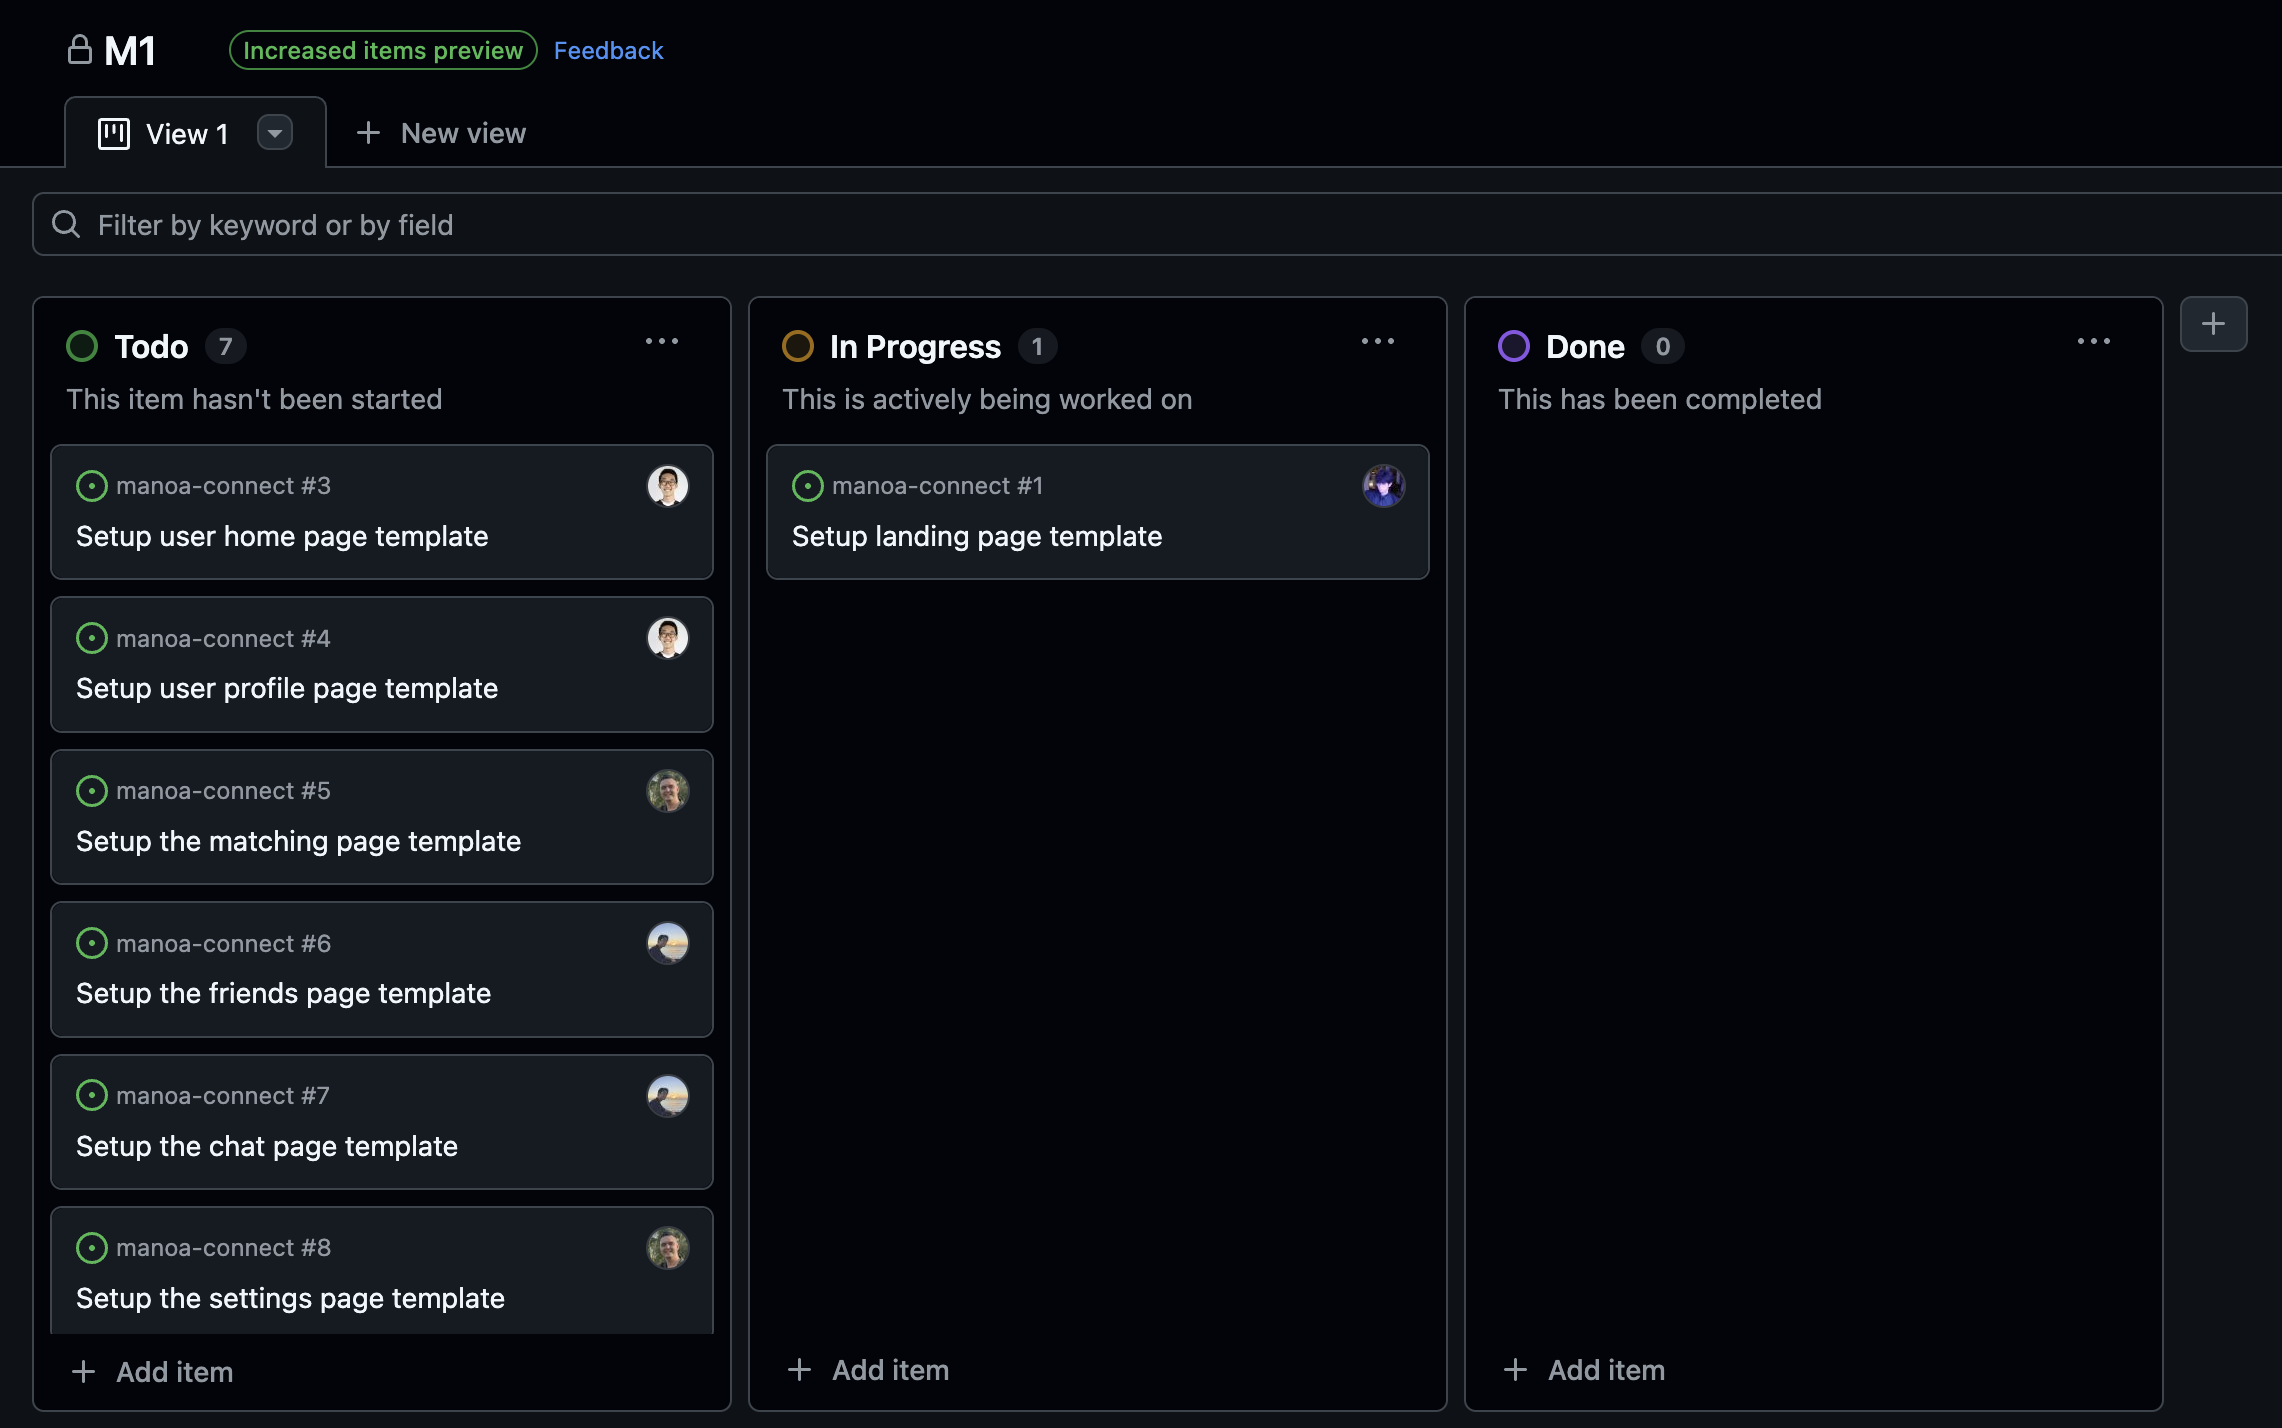 M1
Increased items preview
Feedback
View 1
New view
Filter by keyword or by field
Todo 7
This item hasn't been started
manoa-connect #3
Setup user home page template
manoa-connect #4
Setup user profile page template
manoa-connect #5
Setup the matching page template
manoa-connect #6
Setup the friends page template
manoa-connect #7
Setup the chat page template
manoa-connect #8
Setup the settings page template
Add item
In Progress 1
This is actively being worked on
manoa-connect #1
Setup landing page template
Add item
Done 0
This has been completed
Add item